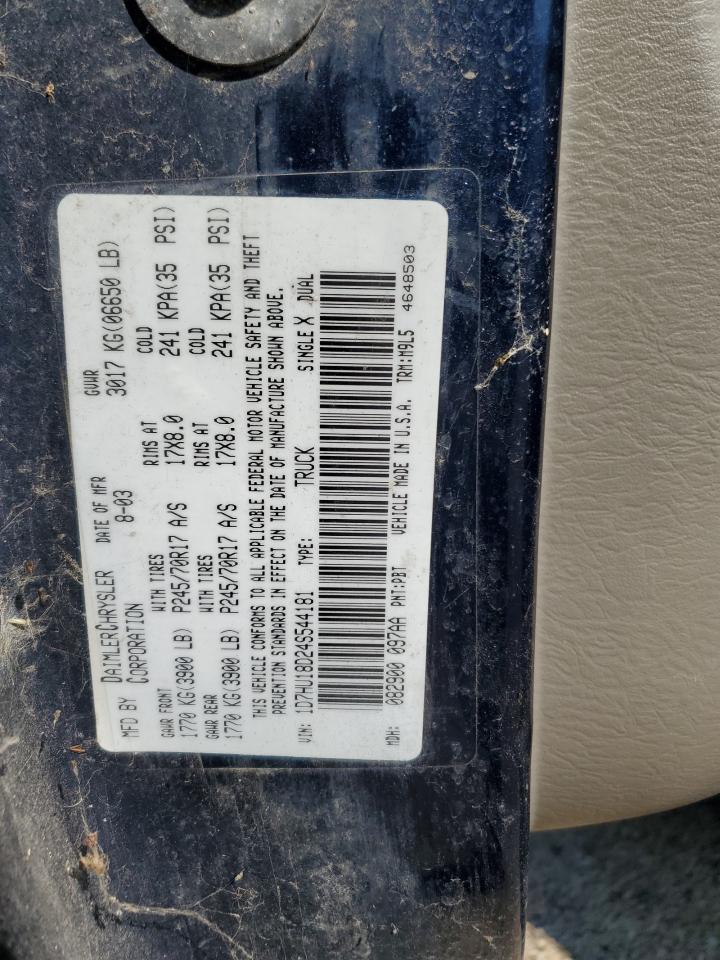 MFD BY DAIMLERCHRYSLER CORPORATION DATE OF MFR 8-03 GVWR 3017 KG(06650 LB)
GAWR FRONT WITH TIRES RIMS AT COLD
1770 KG(3900 LB) P245/70R17 A/S 17X8.0 241 KPA(35 PSI)
GAWR REAR WITH TIRES RIMS AT COLD
1770 KG(3900 LB) P245/70R17 A/S 17X8.0 241 KPA(35 PSI)
THIS VEHICLE CONFORMS TO ALL APPLICABLE FEDERAL MOTOR VEHICLE SAFETY AND THEFT
PREVENTION STANDARDS IN EFFECT ON THE DATE OF MANUFACTURE SHOWN ABOVE.
VIN: 1D7HU18D24S544181 TYPE: TRUCK SINGLE X DUAL
MDH: 082900 097AA PNT:PBT VEHICLE MADE IN U.S.A. TRM:M9L5 4648503